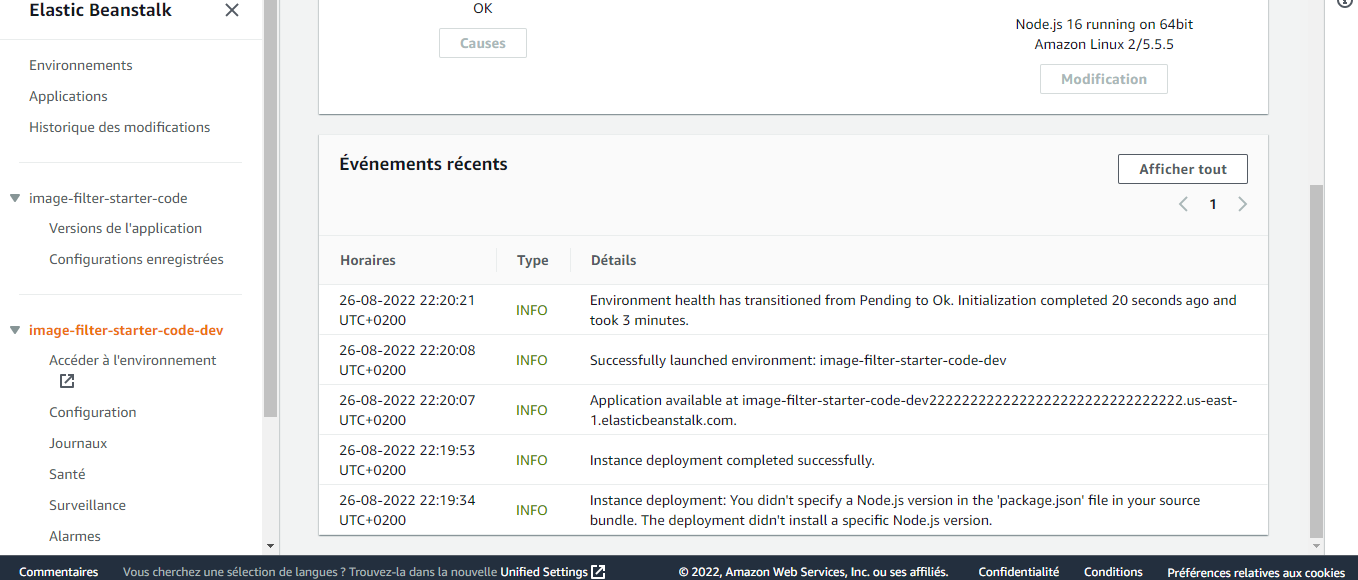 Elastic Beanstalk
Environnements
Applications
Historique des modifications
image-filter-starter-code
Versions de l'application
Configurations enregistrées
image-filter-starter-code-dev
Accéder à l'environnement
Configuration
Journaux
Santé
Surveillance
Alarmes
OK
Causes
Node.js 16 running on 64bit
Amazon Linux 2/5.5.5
Modification
Événements récents
Afficher tout
1
Horaires Type Détails
26-08-2022 22:20:21 INFO Environment health has transitioned from Pending to Ok. Initialization completed 20 seconds ago and
UTC+0200 took 3 minutes.
26-08-2022 22:20:08 INFO Successfully launched environment: image-filter-starter-code-dev
UTC+0200
26-08-2022 22:20:07 INFO Application available at image-filter-starter-code-dev22222222222222222222222222222222.us-east-
UTC+0200 1.elasticbeanstalk.com.
26-08-2022 22:19:53 INFO Instance deployment completed successfully.
UTC+0200
26-08-2022 22:19:34 INFO Instance deployment: You didn't specify a Node.js version in the 'package.json' file in your source
UTC+0200 bundle. The deployment didn't install a specific Node.js version.
Commentaires Vous cherchez une sélection de langues ? Trouvez-la dans la nouvelle Unified Settings © 2022, Amazon Web Services, Inc. ou ses affiliés. Confidentialité Conditions Préférences relatives aux cookies